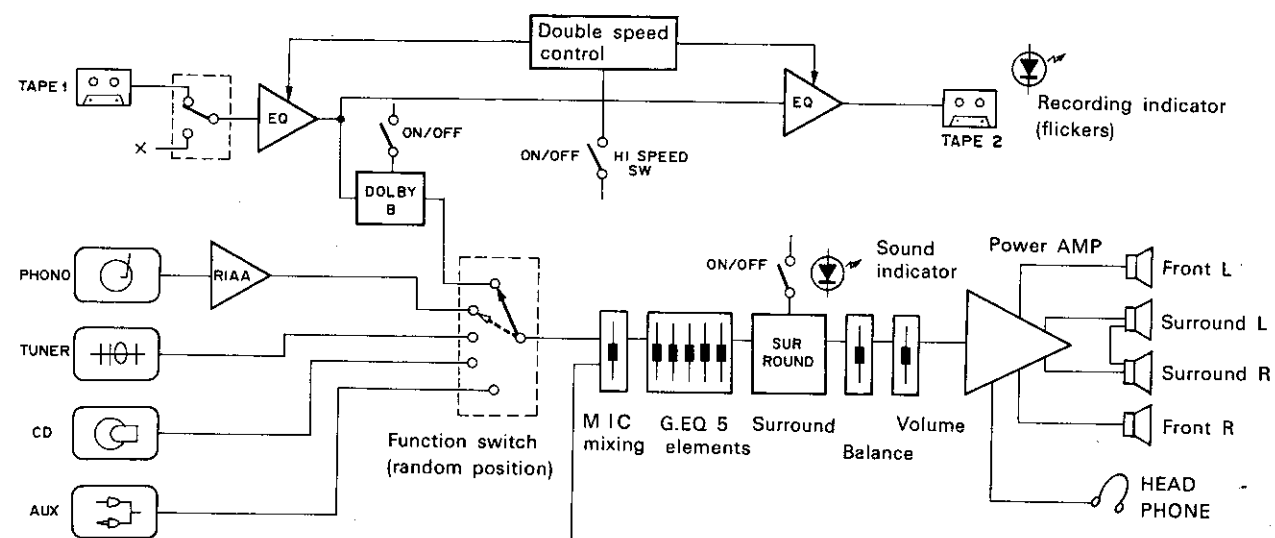 Double speed
control
TAPE 1
EQ
EQ
Recording indicator
(flickers)
TAPE 2
ON/OFF
ON/OFF
HI SPEED
SW
X
DOLBY
B
PHONO
RIAA
ON/OFF
Sound
indicator
Power AMP
Front L
Surround L
TUNER
SUR
ROUND
Surround R
CD
Function switch
(random position)
MIC
mixing
G.EQ 5
elements
Surround
Balance
Volume
Front R
AUX
HEAD
PHONE